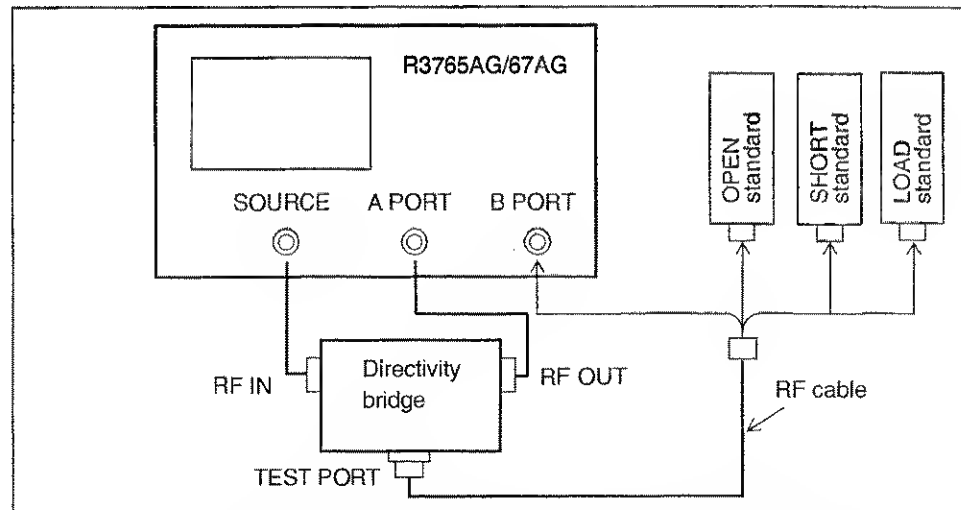 R3765AG/67AG
SOURCE
A PORT
B PORT
OPEN
standard
SHORT
standard
LOAD
standard
RF IN
Directivity
bridge
RF OUT
RF cable
TEST PORT